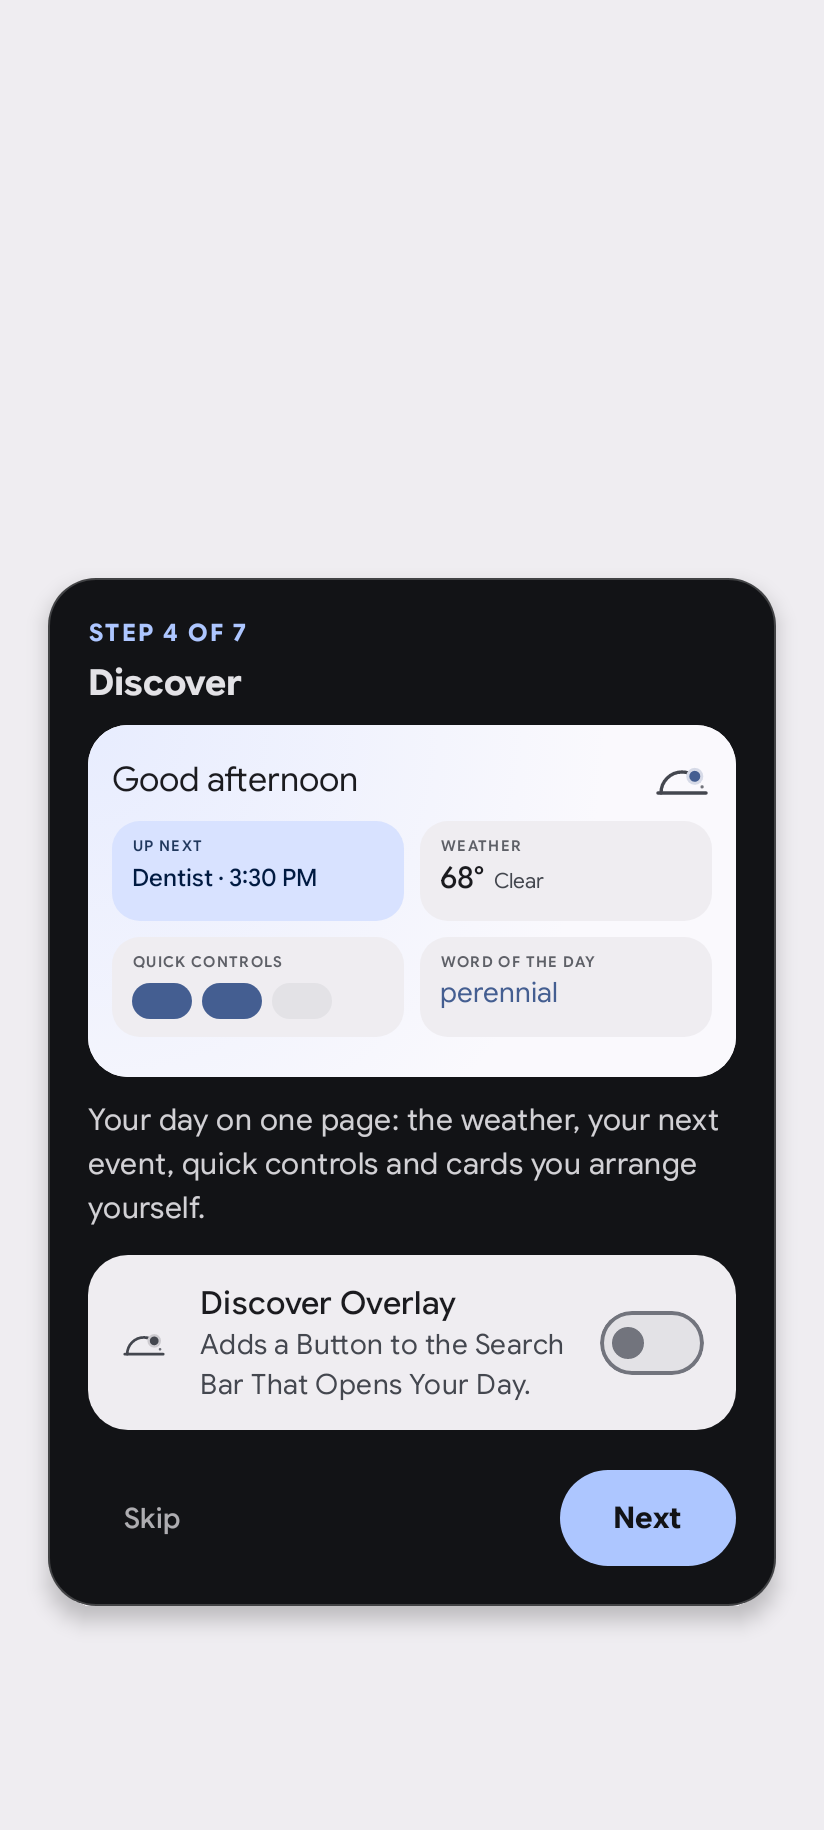 STEP 4 OF 7
Discover
Good afternoon
UP NEXT
Dentist · 3:30 PM
WEATHER
68° Clear
QUICK CONTROLS
WORD OF THE DAY
perennial
Your day on one page: the weather, your next
event, quick controls and cards you arrange
yourself.
Discover Overlay
Adds a Button to the Search
Bar That Opens Your Day.
Skip
Next